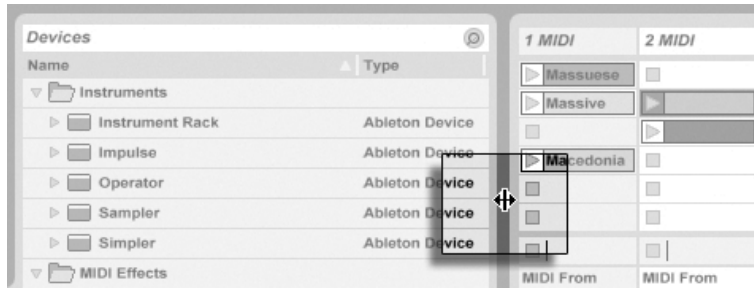 Devices
Name Type
Instruments
Instrument Rack Ableton Device
Impulse Ableton Device
Operator Ableton Device
Sampler Ableton Device
Simpler Ableton Device
MIDI Effects
1 MIDI 2 MIDI
Massuese
Massive
Macedonia
MIDI From MIDI From